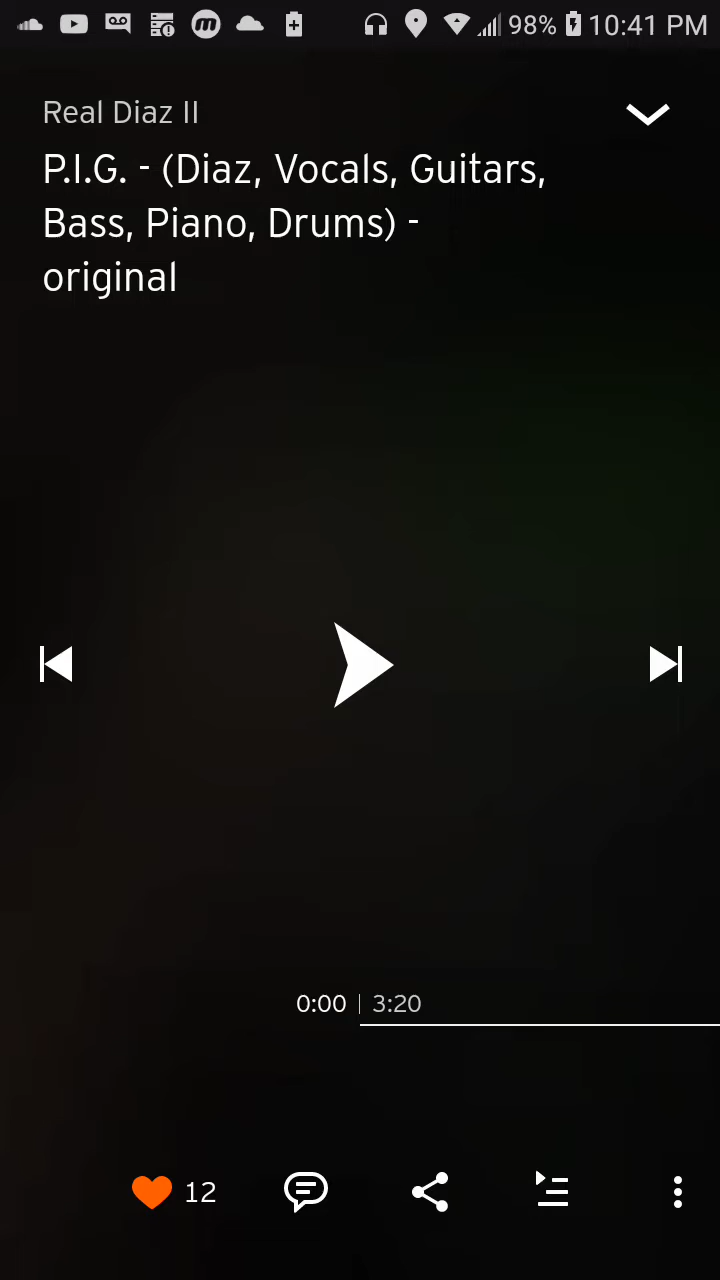 98% 10:41 PM
Real Diaz II
P.I.G. - (Diaz, Vocals, Guitars,
Bass, Piano, Drums) -
original
0:00 | 3:20
12